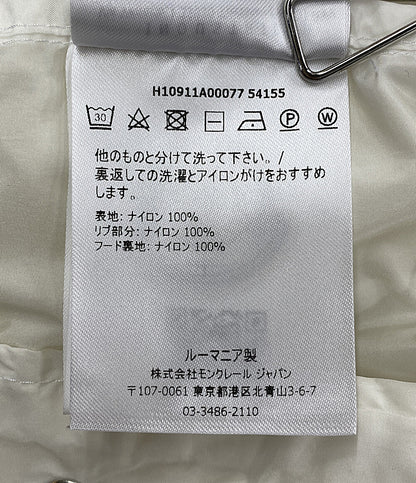 H10911A00077 54155
30 P W
他のものと分けて洗って下さい。/
裏返しての洗濯とアイロンがけをおすすめ
します。
表地: ナイロン 100%
リブ部分: ナイロン 100%
フード裏地: ナイロン 100%
ルーマニア製
株式会社モンクレール ジャパン
〒107-0061 東京都港区北青山3-6-7
03-3486-2110